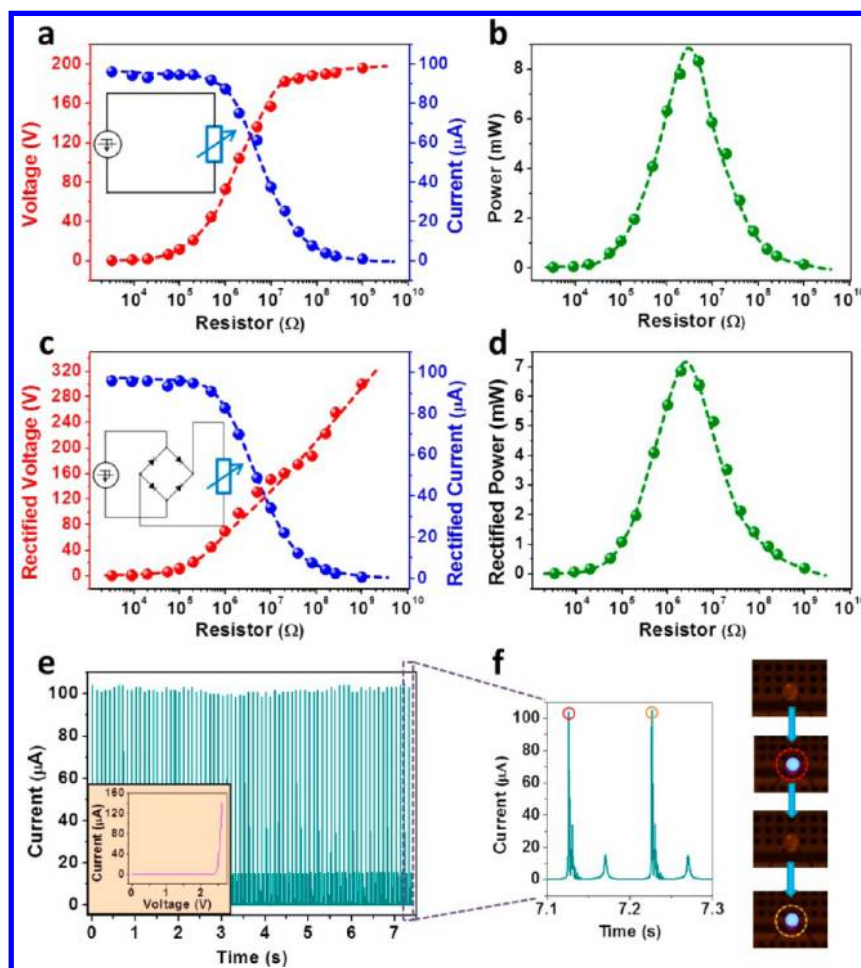 a
Voltage (V)
200
160
120
80
40
0
Current (μA)
100
80
60
40
20
0
10⁴ 10⁵ 10⁶ 10⁷ 10⁸ 10⁹ 10¹⁰
Resistor (Ω)
b
Power (mW)
8
6
4
2
0
10⁴ 10⁵ 10⁶ 10⁷ 10⁸ 10⁹ 10¹⁰
Resistor (Ω)
c
Rectified Voltage (V)
320
280
240
200
160
120
80
40
0
Rectified Current (μA)
100
80
60
40
20
0
10⁴ 10⁵ 10⁶ 10⁷ 10⁸ 10⁹ 10¹⁰
Resistor (Ω)
d
Rectified Power (mW)
7
6
5
4
3
2
1
0
10⁴ 10⁵ 10⁶ 10⁷ 10⁸ 10⁹ 10¹⁰
Resistor (Ω)
e
Current (μA)
100
80
60
40
20
0
0 1 2 3 4 5 6 7
Time (s)
Current (μA)
160
120
80
40
0
0 1 2
Voltage (V)
f
Current (μA)
100
80
60
40
20
0
7.1 7.2 7.3
Time (s)